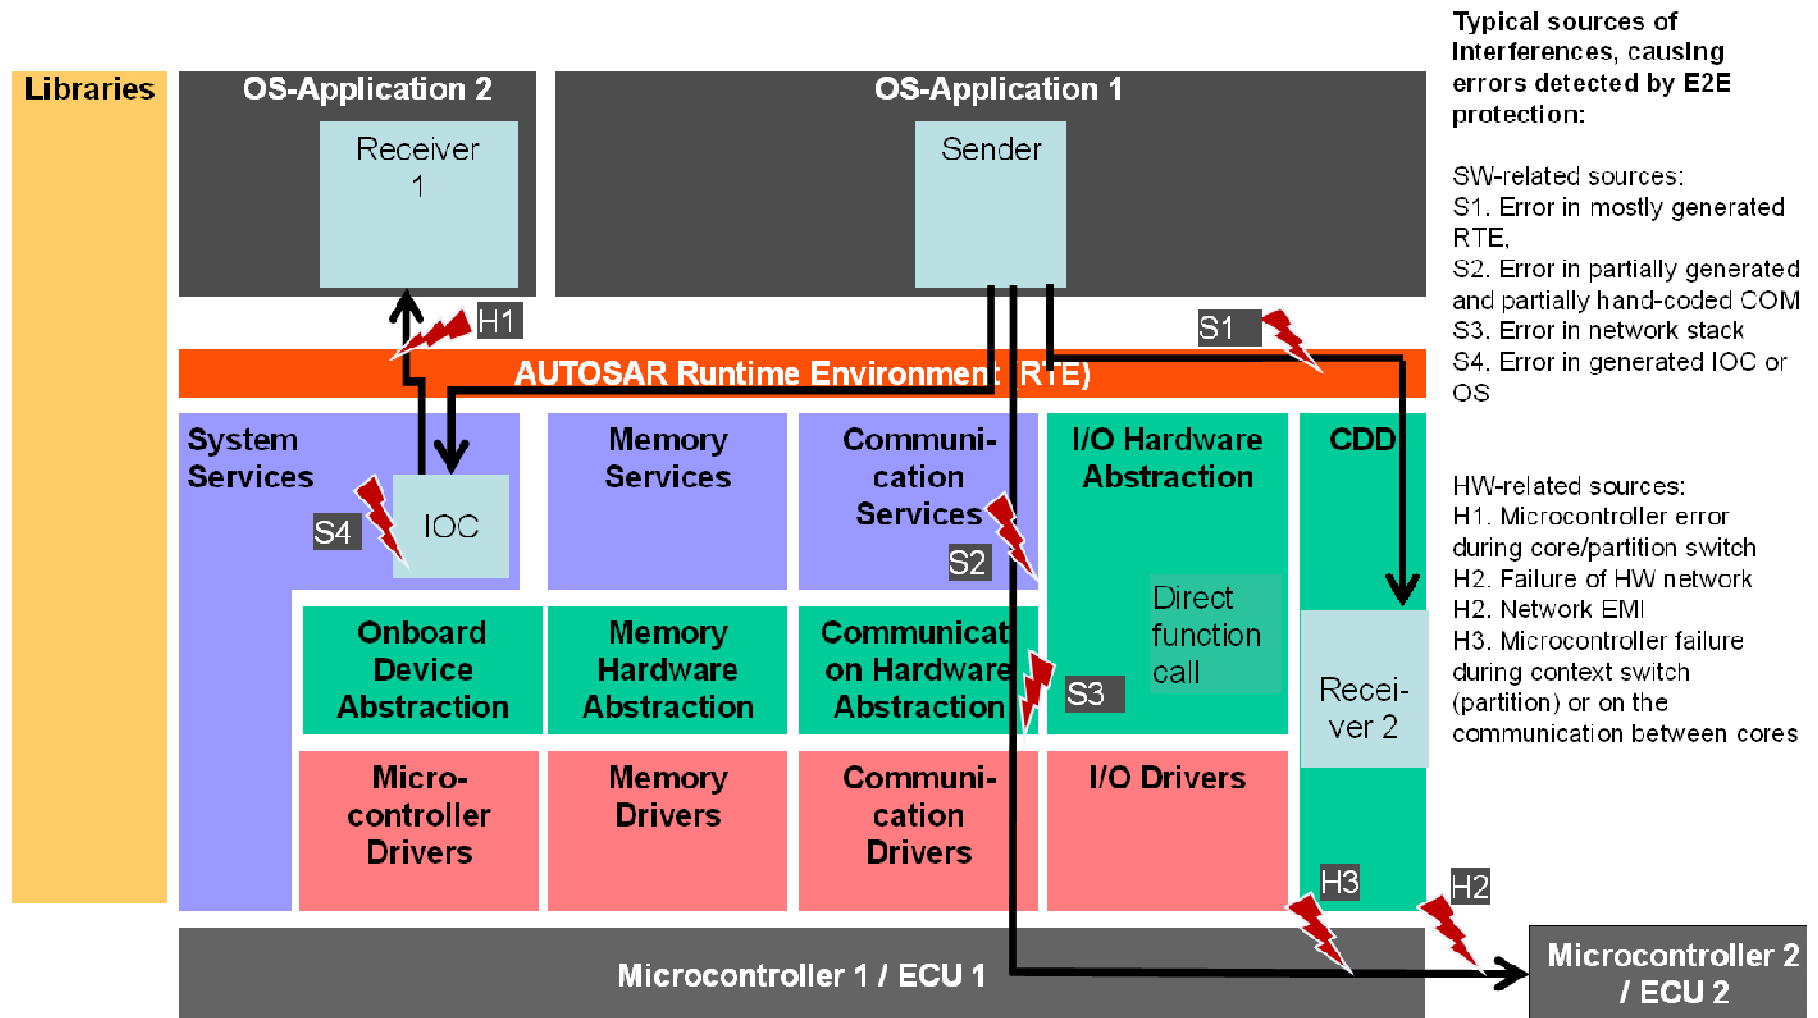 Libraries
OS-Application 2
Receiver
1
OS-Application 1
Sender
H1
S1
AUTOSAR Runtime Environment (RTE)
System
Services
S4
IOC
Memory
Services
Communi-
cation
Services
S2
I/O Hardware
Abstraction
Direct
function
call
CDD
Onboard
Device
Abstraction
Memory
Hardware
Abstraction
Communicat
on Hardware
Abstraction
S3
Recei-
ver 2
Micro-
controller
Drivers
Memory
Drivers
Communi-
cation
Drivers
I/O Drivers
H3
H2
Microcontroller 1 / ECU 1
Microcontroller 2
/ ECU 2
Typical sources of
interferences, causing
errors detected by E2E
protection:
SW-related sources:
S1. Error in mostly generated
RTE,
S2. Error in partially generated
and partially hand-coded COM
S3. Error in network stack
S4. Error in generated IOC or
OS
HW-related sources:
H1. Microcontroller error
during core/partition switch
H2. Failure of HW network
H2. Network EMI
H3. Microcontroller failure
during context switch
(partition) or on the
communication between cores